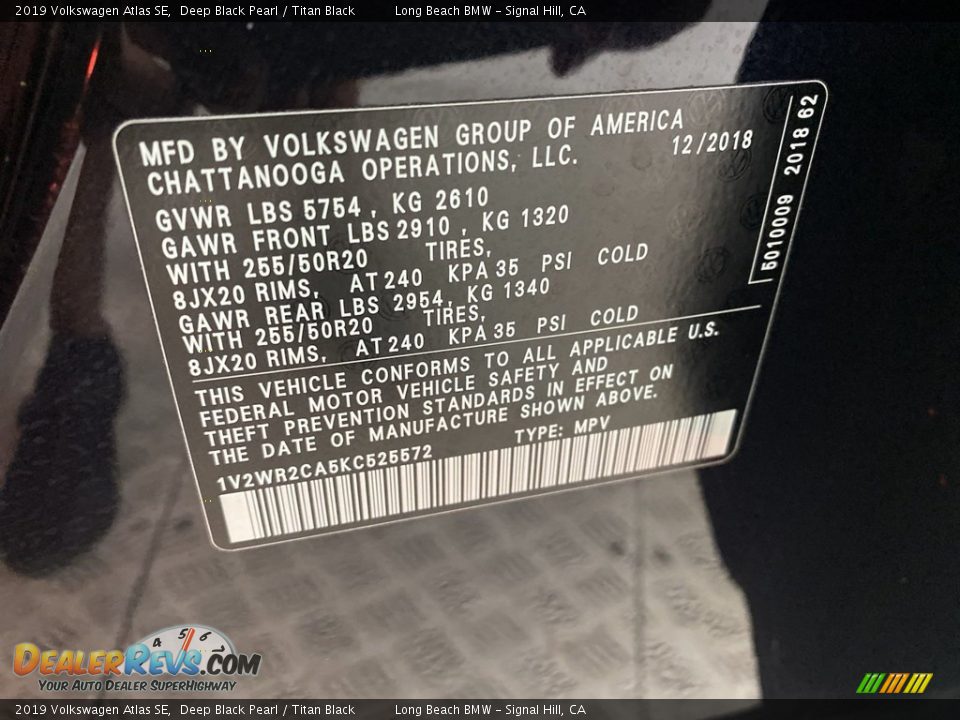 2019 Volkswagen Atlas SE, Deep Black Pearl / Titan Black Long Beach BMW - Signal Hill, CA
MFD BY VOLKSWAGEN GROUP OF AMERICA
CHATTANOOGA OPERATIONS, LLC. 12/2018
GVWR LBS 5754, KG 2610
GAWR FRONT LBS 2910, KG 1320
WITH 255/50R20 TIRES,
8JX20 RIMS, AT 240 KPA 35 PSI COLD
GAWR REAR LBS 2954, KG 1340
WITH 255/50R20 TIRES,
8JX20 RIMS, AT 240 KPA 35 PSI COLD
THIS VEHICLE CONFORMS TO ALL APPLICABLE U.S.
FEDERAL MOTOR VEHICLE SAFETY AND
THEFT PREVENTION STANDARDS IN EFFECT ON
THE DATE OF MANUFACTURE SHOWN ABOVE.
1V2WR2CA5KC525572 TYPE: MPV
5010009 2018 62
4 5 6
DEALERREVS.COM
YOUR AUTO DEALER SUPERHIGHWAY
2019 Volkswagen Atlas SE, Deep Black Pearl / Titan Black Long Beach BMW - Signal Hill, CA